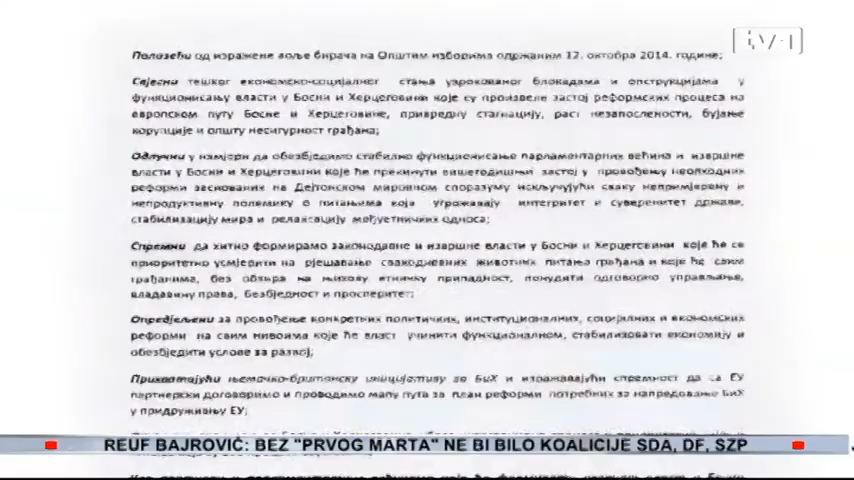 tv1
Полазећи од изражене воље бирача на Општим изборима одржаним 12. октобра 2014. године;
Свјесни тешког економско-социјалног стања узрокованог блокадама и опструкцијама у
функционисању власти у Босни и Херцеговини које су произвеле застој реформских процеса на
европском путу Босне и Херцеговине, привредну стагнацију, раст незапослености, бујање
корупције и општу несигурност грађана;
Одлучни у намјери да обезбједимо стабилно функционисање парламентарних већина и извршне
власти у Босни и Херцеговини које ће прекинути вишегодишњи застој у провођењу неопходних
реформи заснованих на Дејтонском мировном споразуму искључујући сваку непримјерену и
непродуктивну полемику о питањима која угрожавају интегритет и суверенитет државе,
стабилизацију мира и релаксацију међуетничких односа;
Спремни да хитно формирамо законодавне и извршне власти у Босни и Херцеговини које ће се
приоритетно усмјерити на рјешавање свакодневних животних питања грађана и које ће свим
грађанима, без обзира на њихову етничку припадност, понудити одговорно управљање,
владавину права, безбједност и просперитет;
Опредјељени за провођење конкретних политичких, институционалних, социјалних и економских
реформи на свим нивоима које ће власт учинити функционалном, стабилизовати економију и
обезбједити услове за развој;
Прихватајући њемачко-британску иницијативу за БиХ и изражавајући спремност да са ЕУ
партнерски договоримо и проводимо мапу пута за план реформи потребних за напредовање БиХ
у придруживању ЕУ;
REUF BAJROVIĆ: BEZ "PRVOG MARTA" NE BI BILO KOALICIJE SDA, DF, SZP